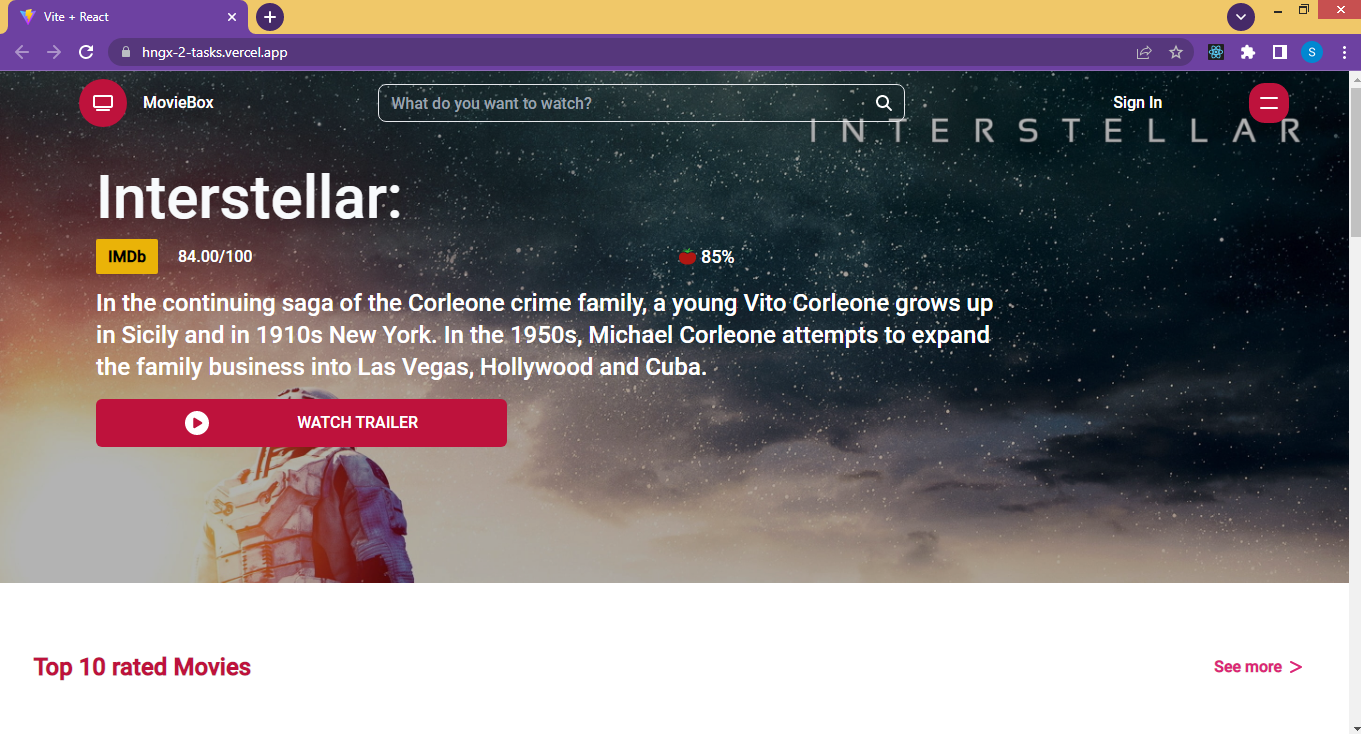 Vite + React
hngx-2-tasks.vercel.app
S
MovieBox
What do you want to watch?
Sign In
INTERSTELLAR
Interstellar:
IMDb 84.00/100
85%
In the continuing saga of the Corleone crime family, a young Vito Corleone grows up
in Sicily and in 1910s New York. In the 1950s, Michael Corleone attempts to expand
the family business into Las Vegas, Hollywood and Cuba.
WATCH TRAILER
Top 10 rated Movies
See more >